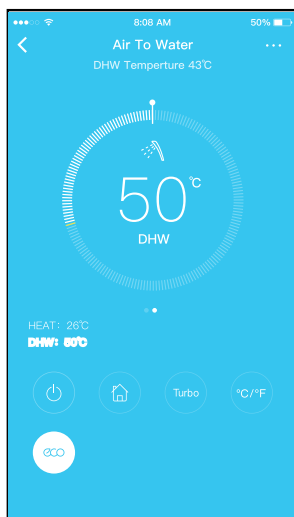 8:08 AM 50%
Air To Water
DHW Temperture 43℃
50℃
DHW
HEAT: 26℃
DHW: 50℃
Turbo
°C/°F
eco